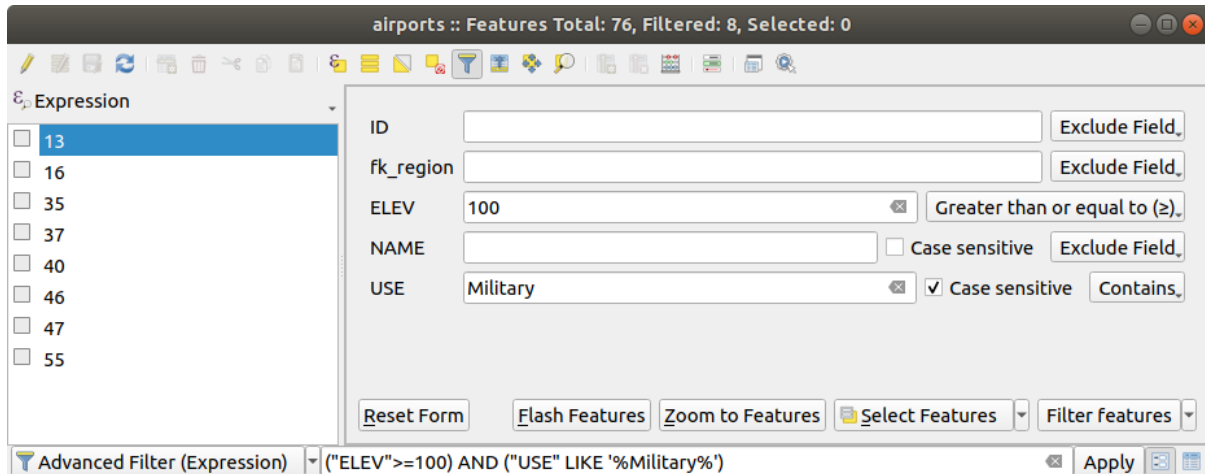 airports :: Features Total: 76, Filtered: 8, Selected: 0
Expression
13
16
35
37
40
46
47
55
ID Exclude Field
fk_region Exclude Field
ELEV 100 Greater than or equal to (≥)
NAME Case sensitive Exclude Field
USE Military Case sensitive Contains
Reset Form Flash Features Zoom to Features Select Features Filter features
Advanced Filter (Expression) ("ELEV">=100) AND ("USE" LIKE '%Military%') Apply